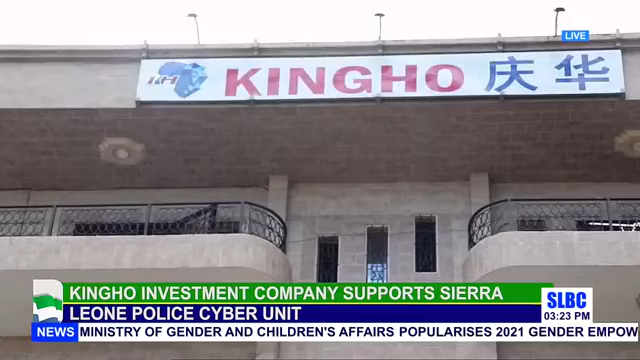 LIVE
KH KINGHO 庆华
KINGHO INVESTMENT COMPANY SUPPORTS SIERRA
LEONE POLICE CYBER UNIT
SLBC
03:23 PM
NEWS MINISTRY OF GENDER AND CHILDREN'S AFFAIRS POPULARISES 2021 GENDER EMPOW